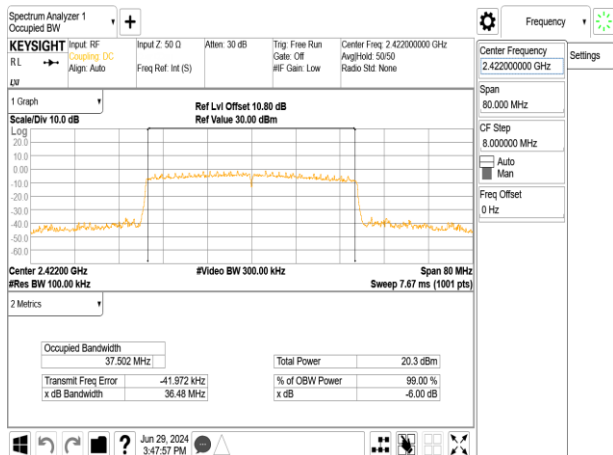 Spectrum Analyzer 1
Occupied BW
Frequency
KEYSIGHT Input: RF Input Z: 50 Ω Atten: 30 dB Trig: Free Run Center Freq: 2.422000000 GHz
RL Coupling: DC Gate: Off Avg|Hold: 50/50
Align: Auto Freq Ref: Int (S) #IF Gain: Low Radio Std: None
LXI
Center Frequency
2.422000000 GHz
Settings
Span
80.000 MHz
CF Step
8.000000 MHz
Auto
Man
Freq Offset
0 Hz
1 Graph
Ref Lvl Offset 10.80 dB
Scale/Div 10.0 dB Ref Value 30.00 dBm
Log
20.0
10.0
0.00
-10.0
-20.0
-30.0
-40.0
-50.0
-60.0
Center 2.42200 GHz #Video BW 300.00 kHz Span 80 MHz
#Res BW 100.00 kHz Sweep 7.67 ms (1001 pts)
2 Metrics
Occupied Bandwidth
37.502 MHz Total Power 20.3 dBm
Transmit Freq Error -41.972 kHz % of OBW Power 99.00 %
x dB Bandwidth 36.48 MHz x dB -6.00 dB
Jun 29, 2024
3:47:57 PM